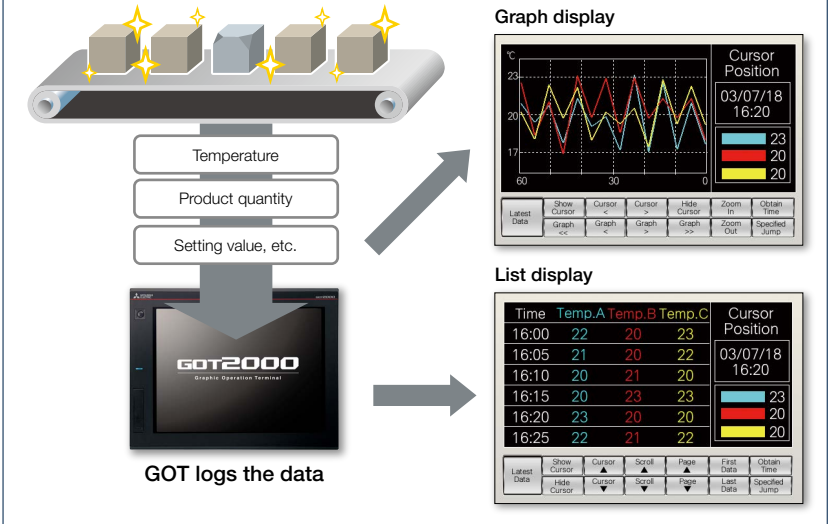 Graph display
℃
23
20
17
60
30
0
Cursor
Position
03/07/18
16:20
23
20
20
Latest
Data
Show
Cursor
Cursor
<
Cursor
>
Hide
Cursor
Zoom
In
Obtain
Time
Graph
<<
Graph
<
Graph
>
Graph
>>
Zoom
Out
Specified
Jump
Temperature
Product quantity
Setting value, etc.
GOT2000
Graphic Operation Terminal
GOT logs the data
List display
Time Temp.A Temp.B Temp.C
16:00 22 20 23
16:05 21 20 22
16:10 20 21 20
16:15 20 23 23
16:20 23 20 20
16:25 22 21 22
Cursor
Position
03/07/18
16:20
23
20
20
Latest
Data
Show
Cursor
Cursor
▲
Scroll
▲
Page
▲
First
Data
Obtain
Time
Hide
Cursor
Cursor
▼
Scroll
▼
Page
▼
Last
Data
Specified
Jump